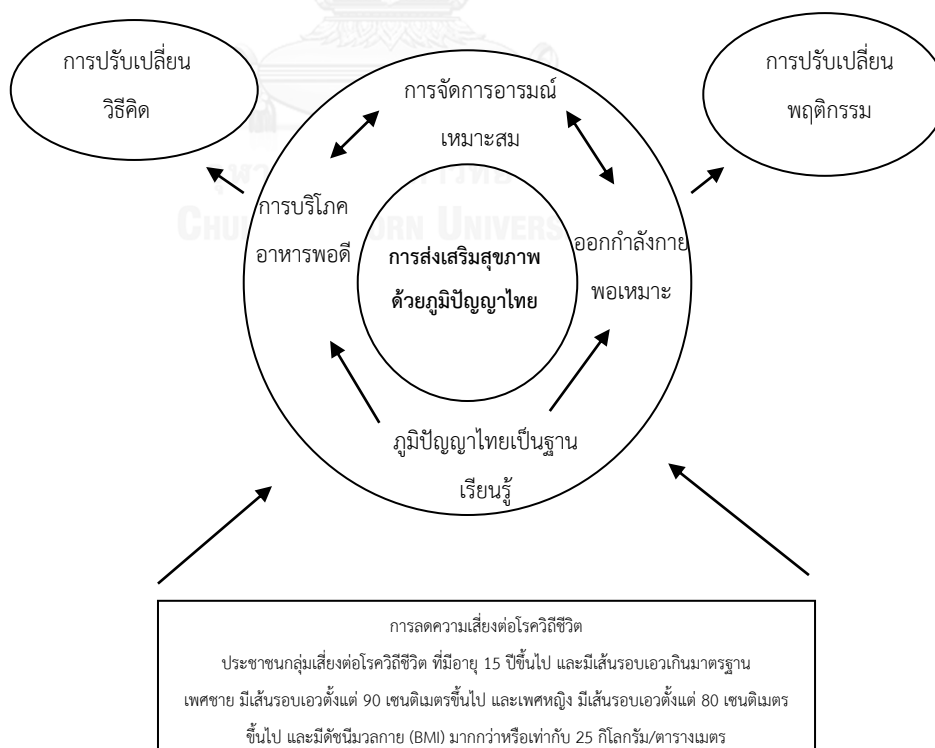 การปรับเปลี่ยน
วิธีคิด
การปรับเปลี่ยน
พฤติกรรม
การจัดการอารมณ์
เหมาะสม
การบริโภค
อาหารพอดี
ออกกำลังกาย
พอเหมาะ
การส่งเสริมสุขภาพ
ด้วยภูมิปัญญาไทย
ภูมิปัญญาไทยเป็นฐาน
เรียนรู้
การลดความเสี่ยงต่อโรควิถีชีวิต
ประชาชนกลุ่มเสี่ยงต่อโรควิถีชีวิต ที่มีอายุ 15 ปีขึ้นไป และมีเส้นรอบเอวเกินมาตรฐาน
เพศชาย มีเส้นรอบเอวตั้งแต่ 90 เซนติเมตรขึ้นไป และเพศหญิง มีเส้นรอบเอวตั้งแต่ 80 เซนติเมตร
ขึ้นไป และมีดัชนีมวลกาย (BMI) มากกว่าหรือเท่ากับ 25 กิโลกรัม/ตารางเมตร